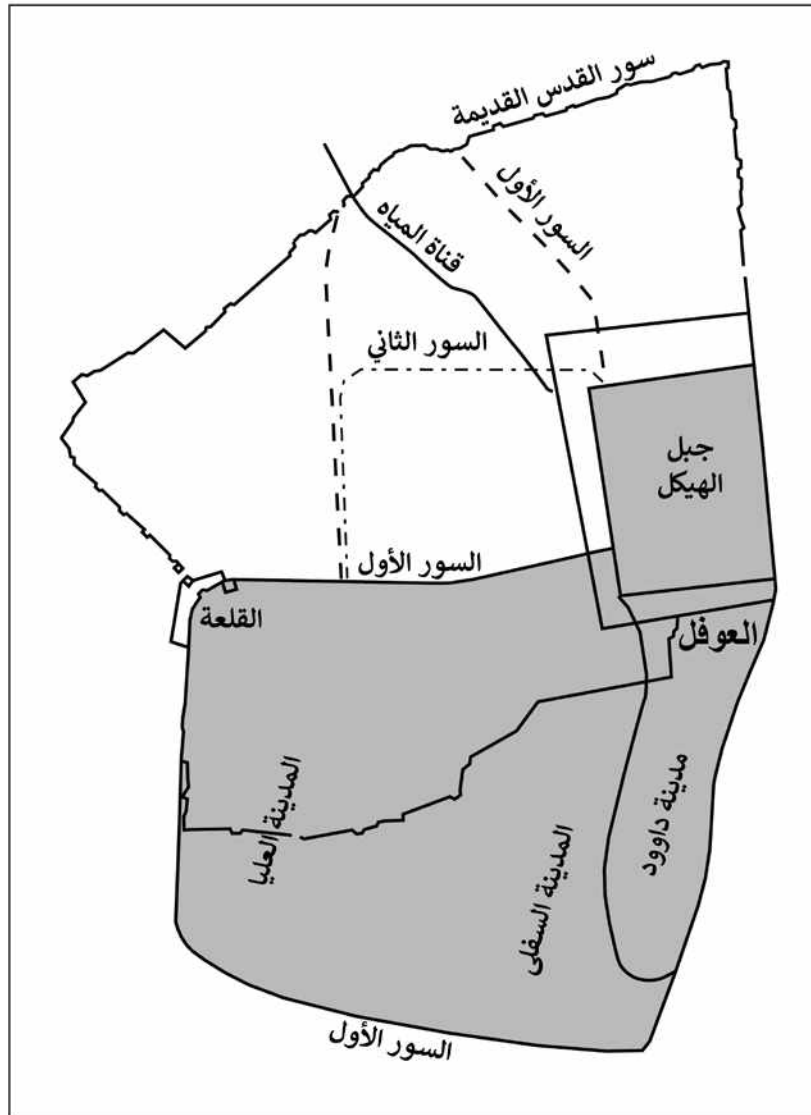 سور القدس القديمة
السور الأول
قناة المياه
السور الثاني
جبل
الهيكل
السور الأول
القلعة
العوفل
المدينة العليا
المدينة السفلى
مدينة داوود
السور الأول